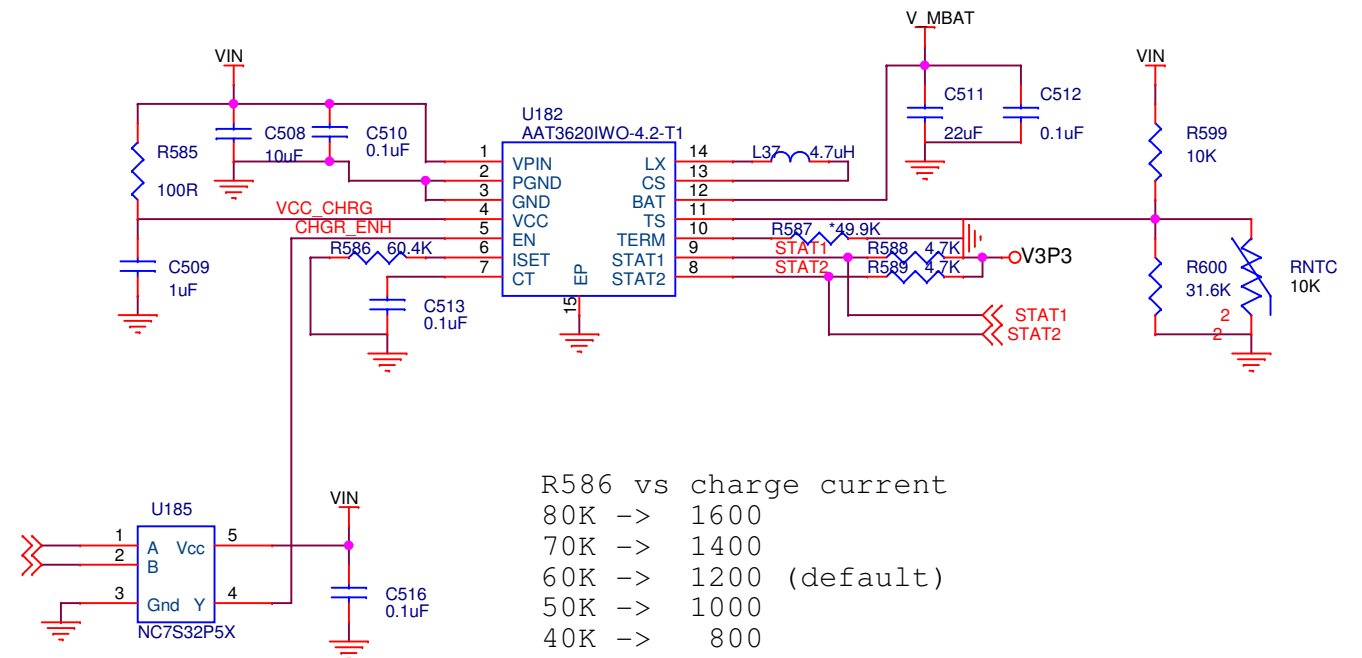 V_MBAT
VIN
VIN
C511
22uF
C512
0.1uF
U182
AAT3620IWO-4.2-T1
C508
10uF
C510
0.1uF
R585
100R
R599
10K
1 VPIN LX 14 L37 4.7uH
2 PGND CS 13
3 GND BAT 12
VCC_CHRG 4 VCC TS 11
CHGR_ENH 5 EN TERM 10 R587 *49.9K
R586 60.4K 6 ISET STAT1 9 STAT1 R588 4.7K V3P3
7 CT EP STAT2 8 STAT2 R589 4.7K
15
C509
1uF
C513
0.1uF
R600
31.6K
RNTC
10K
2
2
STAT1
STAT2
U185
VIN
1 A Vcc 5
2 B
3 Gnd Y 4
NC7S32P5X
C516
0.1uF
R586 vs charge current
80K -> 1600
70K -> 1400
60K -> 1200 (default)
50K -> 1000
40K -> 800